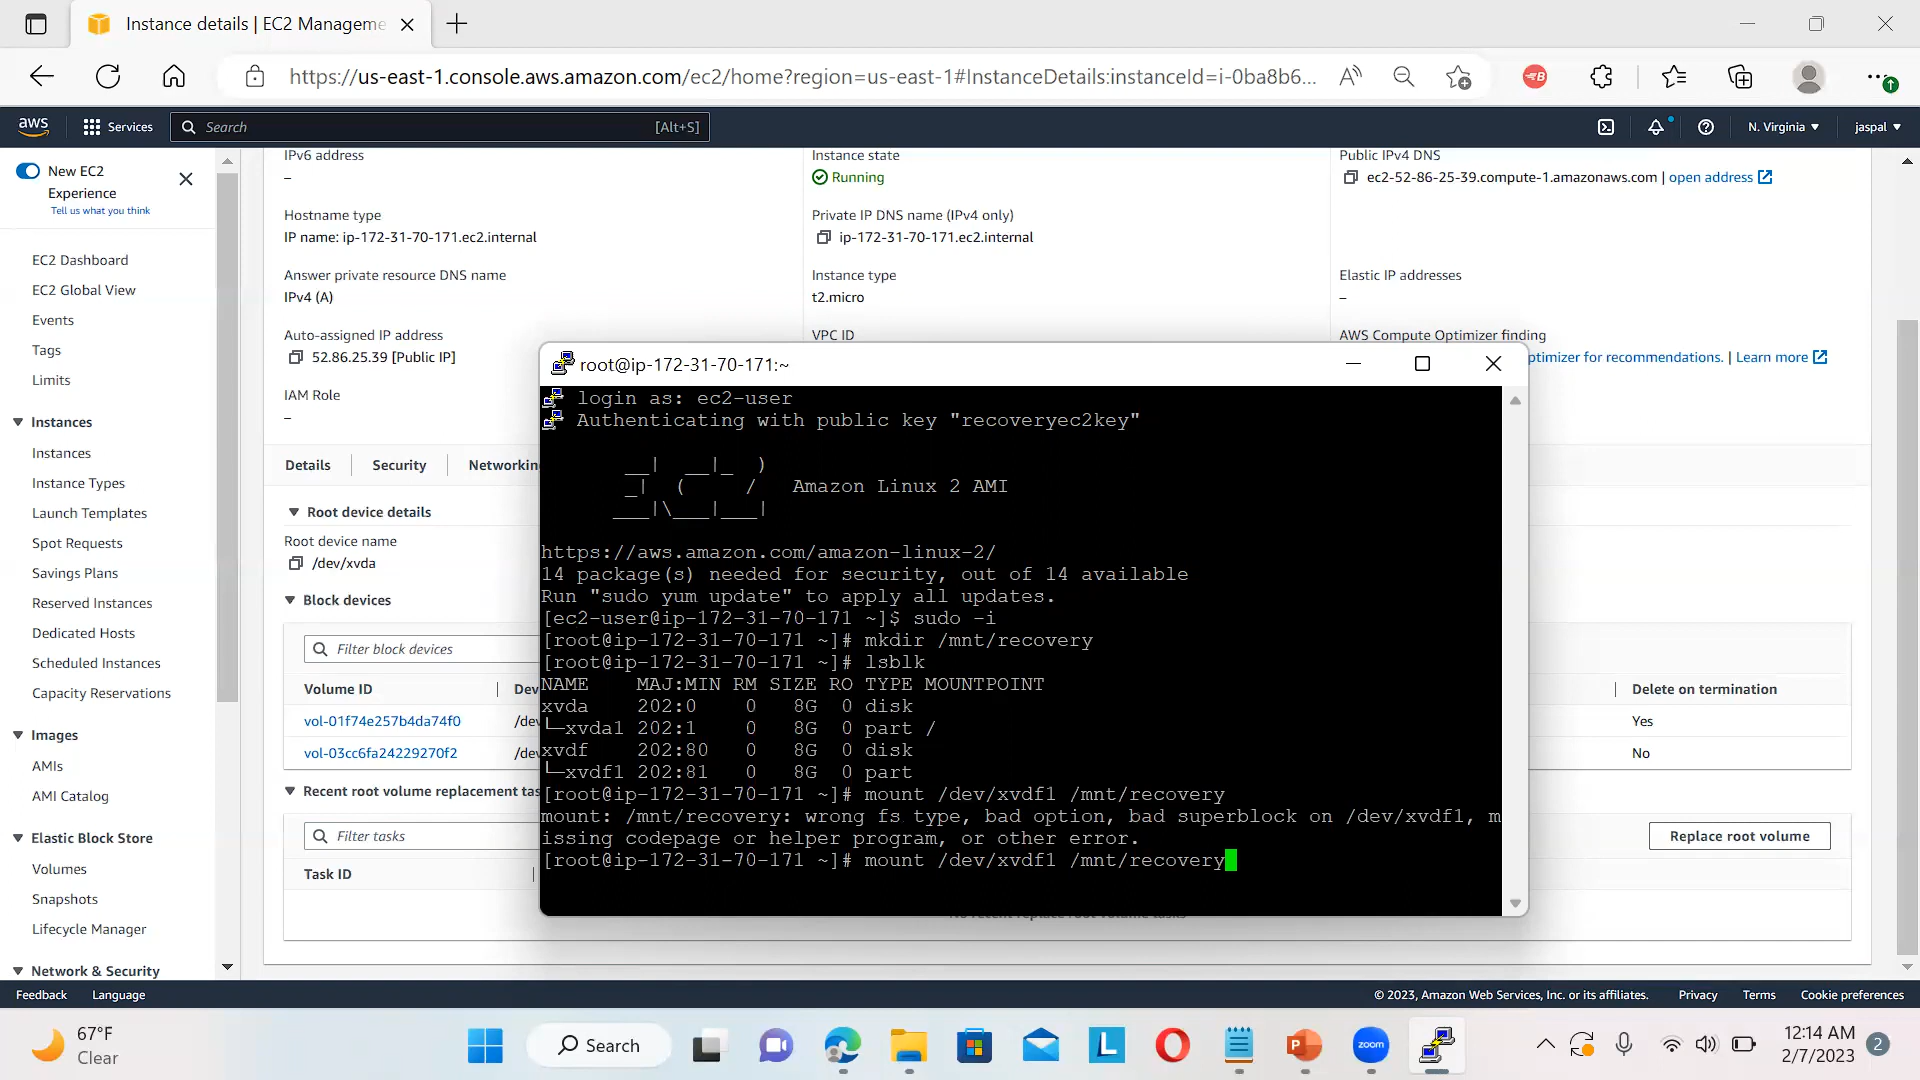 Instance details | EC2 Manageme
https://us-east-1.console.aws.amazon.com/ec2/home?region=us-east-1#InstanceDetails:instanceId=i-0ba8b6...
aws
Services
Search
[Alt+S]
N. Virginia
jaspal
New EC2
Experience
Tell us what you think
EC2 Dashboard
EC2 Global View
Events
Tags
Limits
Instances
Instances
Instance Types
Launch Templates
Spot Requests
Savings Plans
Reserved Instances
Dedicated Hosts
Scheduled Instances
Capacity Reservations
Images
AMIs
AMI Catalog
Elastic Block Store
Volumes
Snapshots
Lifecycle Manager
Network & Security
IPv6 address
–
Instance state
Running
Public IPv4 DNS
ec2-52-86-25-39.compute-1.amazonaws.com | open address
Hostname type
IP name: ip-172-31-70-171.ec2.internal
Private IP DNS name (IPv4 only)
ip-172-31-70-171.ec2.internal
Answer private resource DNS name
IPv4 (A)
Instance type
t2.micro
Elastic IP addresses
–
Auto-assigned IP address
52.86.25.39 [Public IP]
VPC ID
AWS Compute Optimizer finding
ptimizer for recommendations. | Learn more
IAM Role
–
Details
Security
Networkin
Root device details
Root device name
/dev/xvda
Block devices
Filter block devices
Volume ID
Dev
Delete on termination
vol-01f74e257b4da74f0
/dev
Yes
vol-03cc6fa24229270f2
/dev
No
Recent root volume replacement tas
Filter tasks
Replace root volume
Task ID
root@ip-172-31-70-171:~
login as: ec2-user
Authenticating with public key "recoveryec2key"
__|  __|_  )
_|  (     /   Amazon Linux 2 AMI
___|\___|___|
https://aws.amazon.com/amazon-linux-2/
14 package(s) needed for security, out of 14 available
Run "sudo yum update" to apply all updates.
[ec2-user@ip-172-31-70-171 ~]$ sudo -i
[root@ip-172-31-70-171 ~]# mkdir /mnt/recovery
[root@ip-172-31-70-171 ~]# lsblk
NAME    MAJ:MIN RM SIZE RO TYPE MOUNTPOINT
xvda    202:0    0   8G  0 disk
└─xvda1 202:1    0   8G  0 part /
xvdf    202:80   0   8G  0 disk
└─xvdf1 202:81   0   8G  0 part
[root@ip-172-31-70-171 ~]# mount /dev/xvdf1 /mnt/recovery
mount: /mnt/recovery: wrong fs type, bad option, bad superblock on /dev/xvdf1, m
issing codepage or helper program, or other error.
[root@ip-172-31-70-171 ~]# mount /dev/xvdf1 /mnt/recovery
Feedback
Language
© 2023, Amazon Web Services, Inc. or its affiliates.
Privacy
Terms
Cookie preferences
67°F
Clear
Search
L
P
zoom
12:14 AM
2/7/2023
2